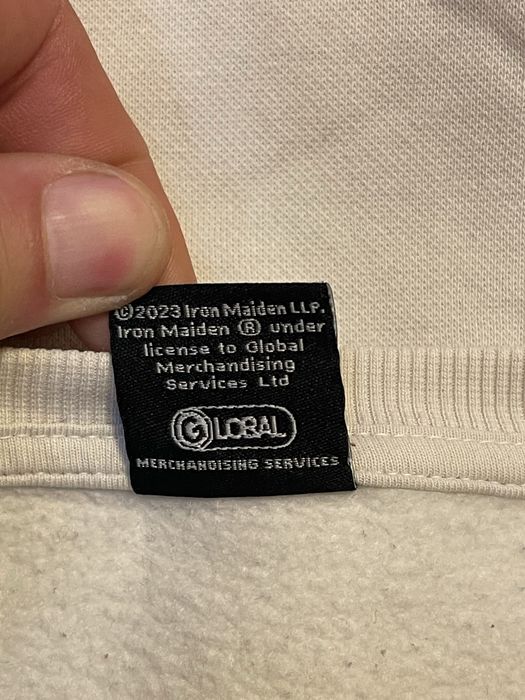 ©2023 Iron Maiden LLP.
Iron Maiden ® under
license to Global
Merchandising
Services Ltd
GLOBAL
MERCHANDISING SERVICES